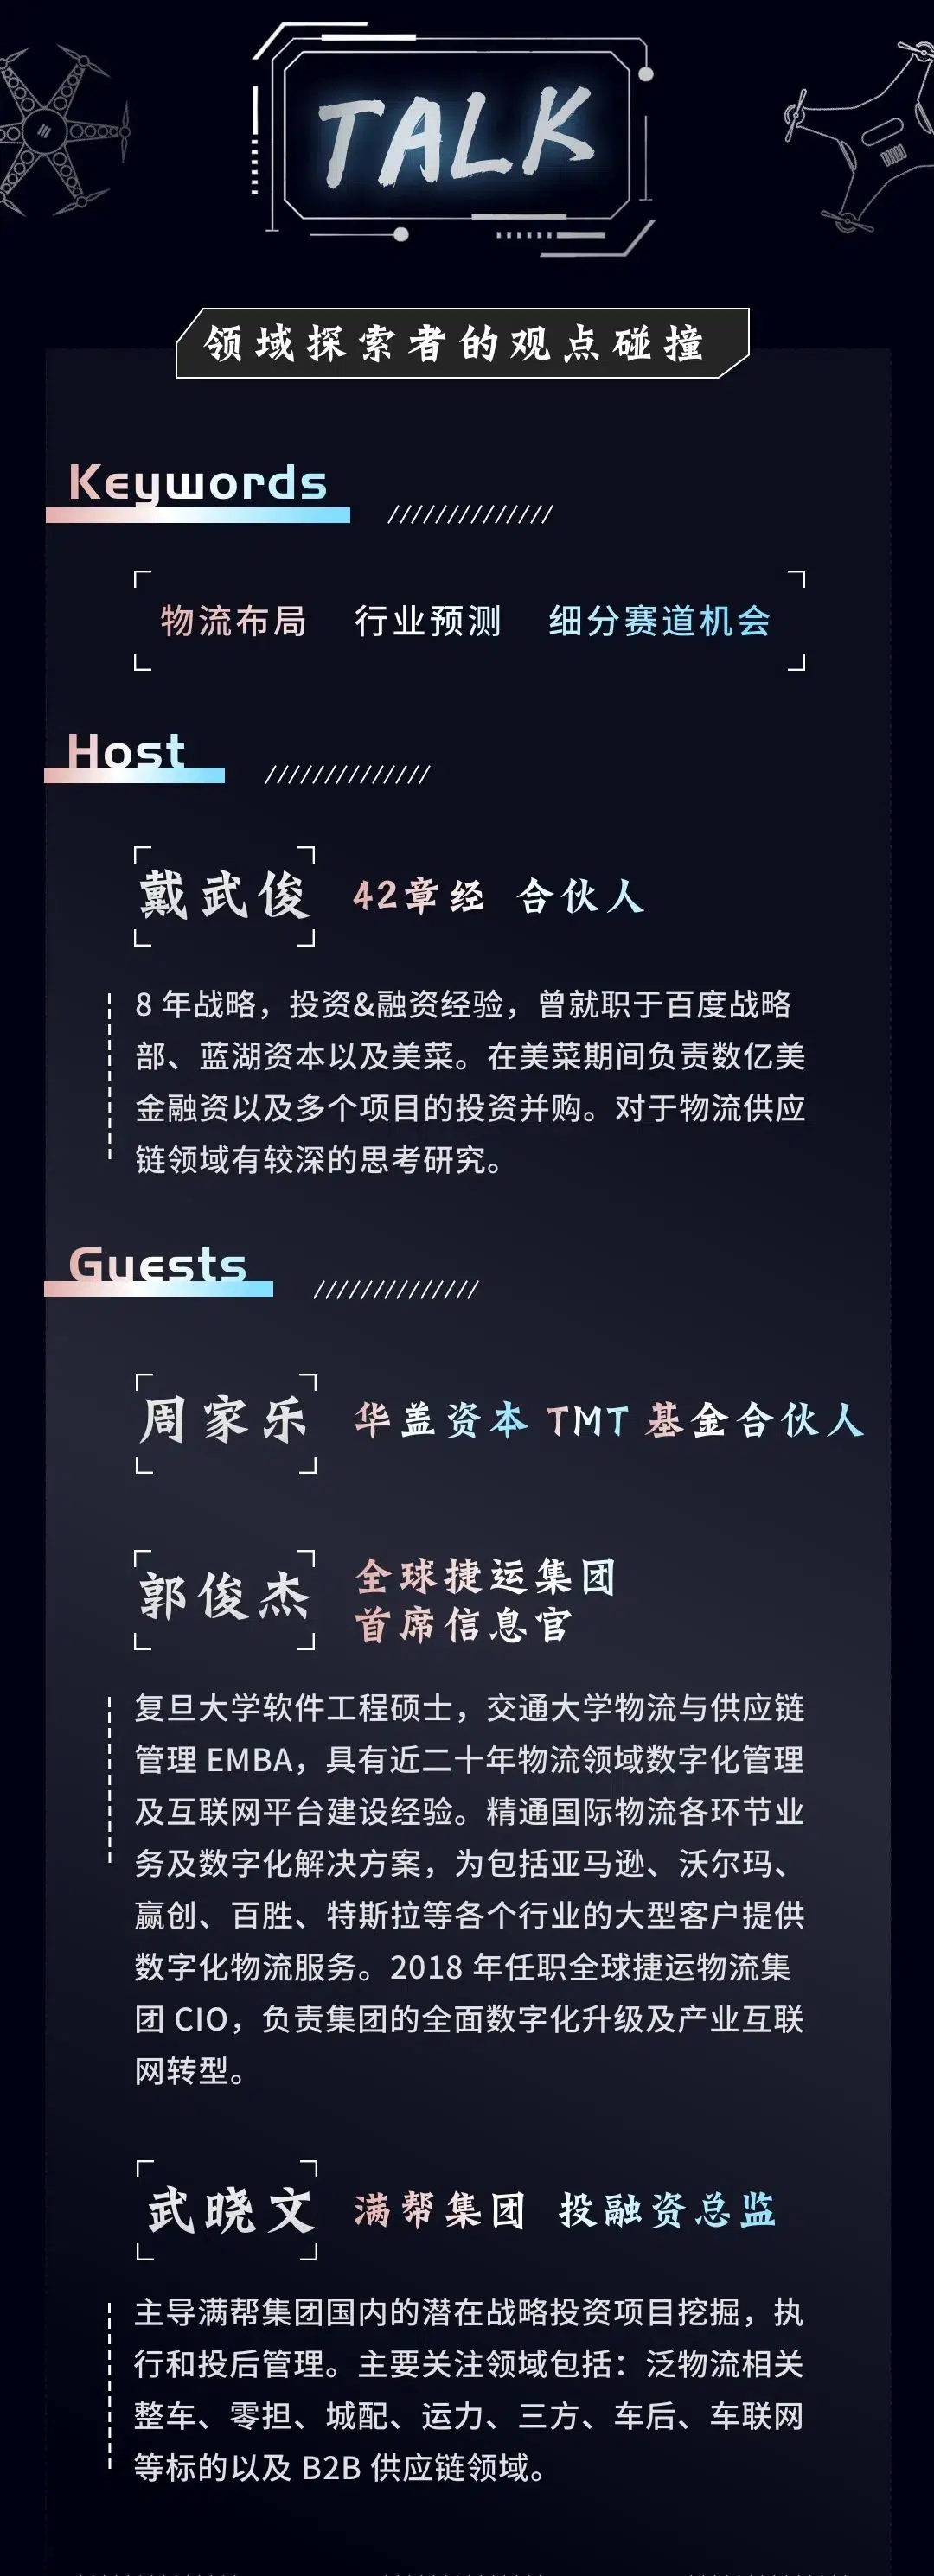 TALK
领域探索者的观点碰撞
Keywords
物流布局 行业预测 细分赛道机会
Host
戴武俊 42章经 合伙人
8 年战略，投资&融资经验，曾就职于百度战略
部、蓝湖资本以及美菜。在美菜期间负责数亿美
金融资以及多个项目的投资并购。对于物流供应
链领域有较深的思考研究。
Guests
周家乐 华盖资本 TMT 基金合伙人
郭俊杰 全球捷运集团
首席信息官
复旦大学软件工程硕士，交通大学物流与供应链
管理 EMBA，具有近二十年物流领域数字化管理
及互联网平台建设经验。精通国际物流各环节业
务及数字化解决方案，为包括亚马逊、沃尔玛、
赢创、百胜、特斯拉等各个行业的大型客户提供
数字化物流服务。2018 年任职全球捷运物流集
团 CIO，负责集团的全面数字化升级及产业互联
网转型。
武晓文 满帮集团 投融资总监
主导满帮集团国内的潜在战略投资项目挖掘，执
行和投后管理。主要关注领域包括：泛物流相关
整车、零担、城配、运力、三方、车后、车联网
等标的以及 B2B 供应链领域。